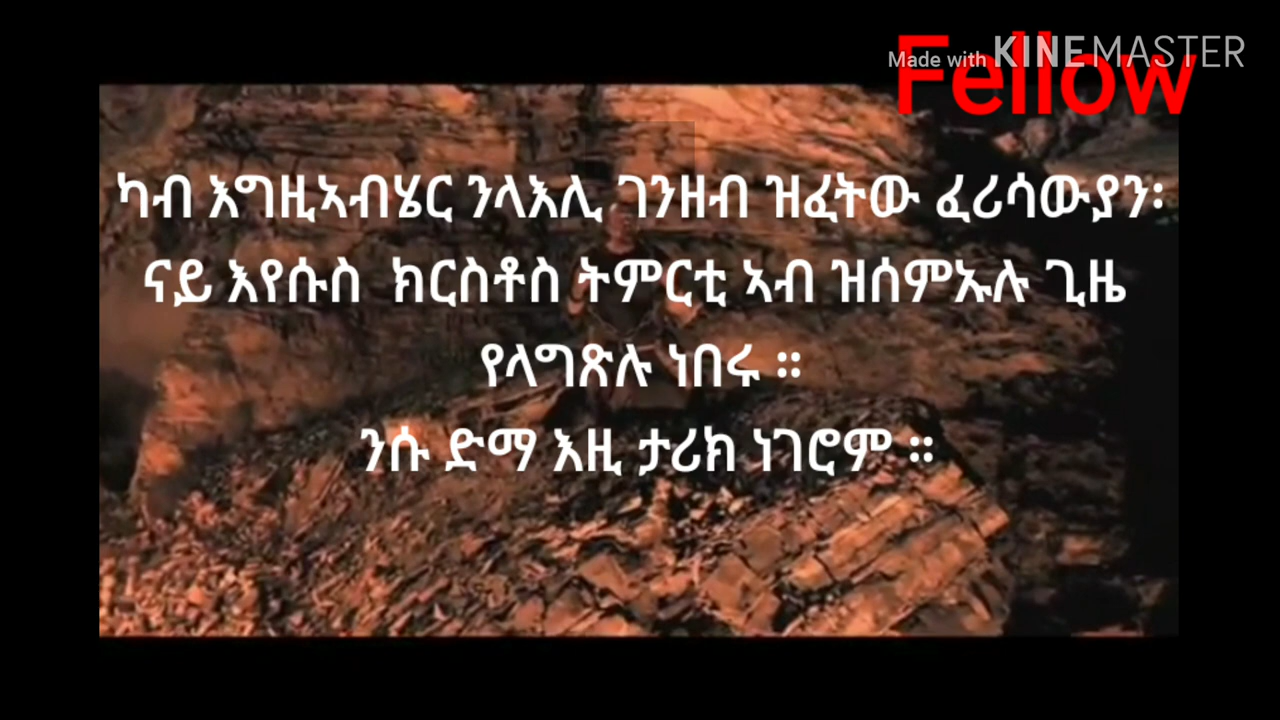 Fellow
Made with KINEMASTER
ካብ እግዚኣብሄር ንላእሊ ገንዘብ ዝፈትው ፈሪሳውያን፡
ናይ እየሱስ ክርስቶስ ትምርቲ ኣብ ዝሰምኡሉ ጊዜ
የላግጽሉ ነበሩ ።
ንሱ ድማ እዚ ታሪክ ነገሮም ።